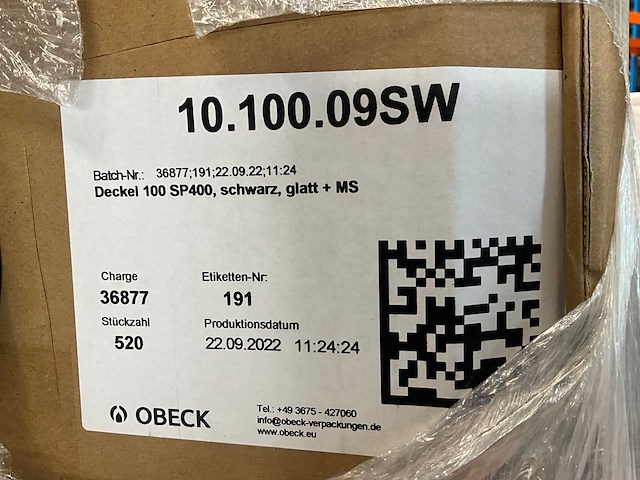 10.100.09SW
Batch-Nr.: 36877;191;22.09.22;11:24
Deckel 100 SP400, schwarz, glatt + MS
Charge Etiketten-Nr:
36877 191
Stückzahl Produktionsdatum
520 22.09.2022 11:24:24
OBECK
Tel.: +49 3675 - 427060
info@obeck-verpackungen.de
www.obeck.eu